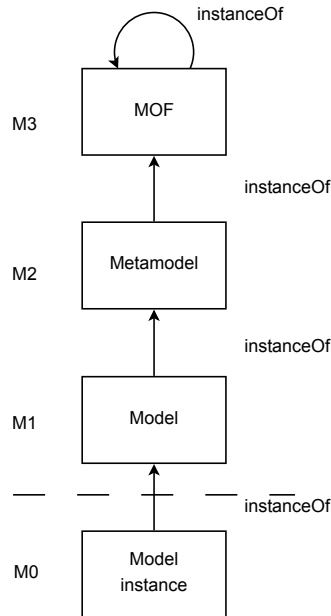 instanceOf
MOF
M3
instanceOf
Metamodel
M2
instanceOf
Model
M1
instanceOf
Model
instance
M0